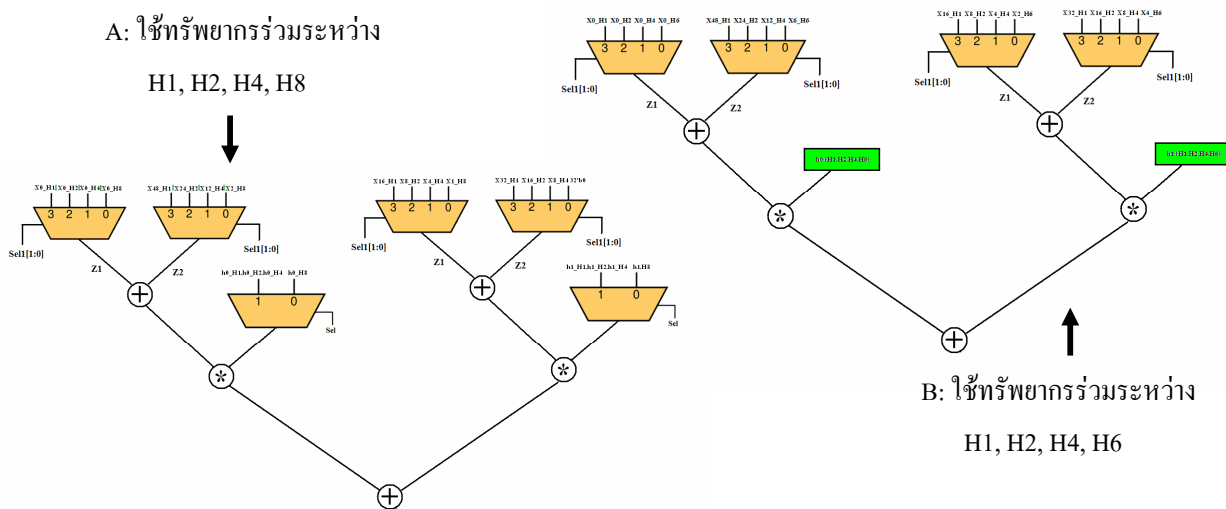 A: ใช้ทรัพยากรร่วมระหว่าง
H1, H2, H4, H8
X0_H1 X0_H2 X0_H4 X0_H8
3 2 1 0
Sel1[1:0]
X48_H1 X24_H2 X12_H4 X2_H8
3 2 1 0
Sel1[1:0]
Z1
Z2
+
h0_H1,h0_H2,h0_H4 h0_H8
1 0
Sel
*
X16_H1 X8_H2 X4_H4 X1_H8
3 2 1 0
Sel1[1:0]
X32_H1 X16_H2 X8_H4 32'b0
3 2 1 0
Sel1[1:0]
Z1
Z2
+
h1_H1,h1_H2,h1_H4 h1,H8
1 0
Sel
*
+
X0_H1 X0_H2 X0_H4 X0_H6
3 2 1 0
Sel1[1:0]
X48_H1 X24_H2 X12_H4 X6_H6
3 2 1 0
Sel1[1:0]
Z1
Z2
+
*
X16_H1 X8_H2 X4_H4 X2_H6
3 2 1 0
Sel1[1:0]
X32_H1 X16_H2 X8_H4 X4_H6
3 2 1 0
Sel1[1:0]
Z1
Z2
+
*
+
B: ใช้ทรัพยากรร่วมระหว่าง
H1, H2, H4, H6